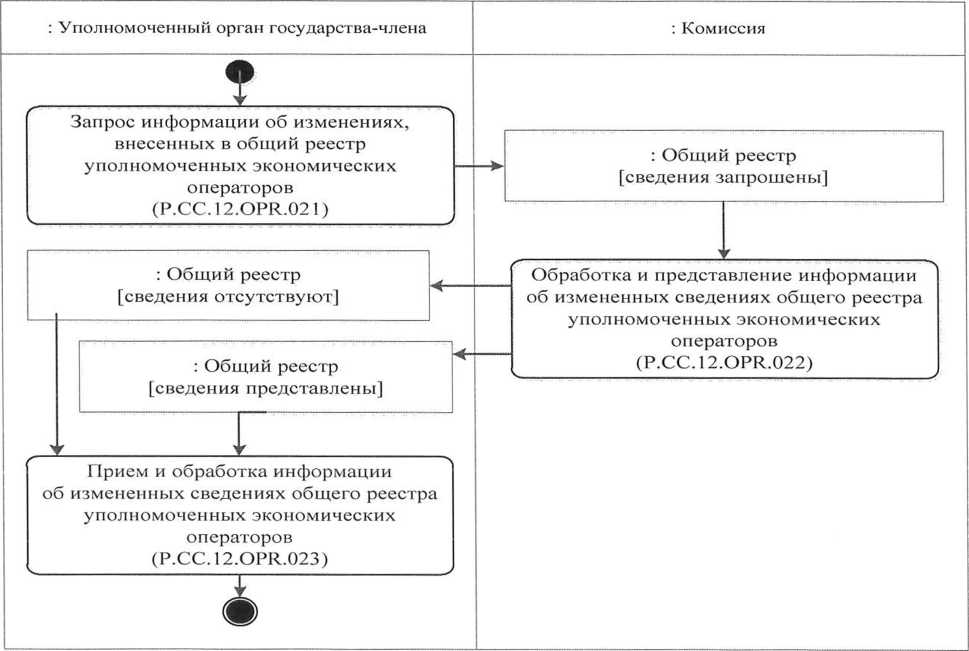 : Уполномоченный орган государства-члена
: Комиссия
Запрос информации об изменениях,
внесенных в общий реестр
уполномоченных экономических
операторов
(P.CC.12.OPR.021)
: Общий реестр
[сведения запрошены]
: Общий реестр
[сведения отсутствуют]
Обработка и представление информации
об измененных сведениях общего реестра
уполномоченных экономических
операторов
(P.CC.12.OPR.022)
: Общий реестр
[сведения представлены]
Прием и обработка информации
об измененных сведениях общего реестра
уполномоченных экономических
операторов
(P.CC.12.OPR.023)